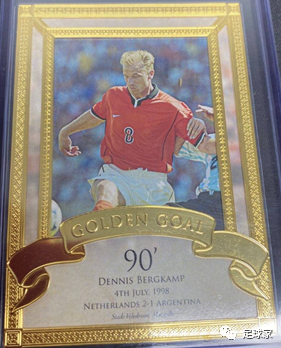 8
GOLDEN GOAL
90'
DENNIS BERGKAMP
4TH JULY, 1998
NETHERLANDS 2-1 ARGENTINA
足球家